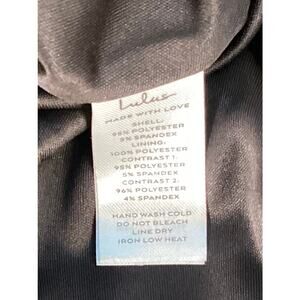 Lulus
MADE WITH LOVE
SHELL:
95% POLYESTER
5% SPANDEX
LINING:
100% POLYESTER
CONTRAST 1:
95% POLYESTER
5% SPANDEX
CONTRAST 2:
96% POLYESTER
4% SPANDEX
HAND WASH COLD
DO NOT BLEACH
LINE DRY
IRON LOW HEAT